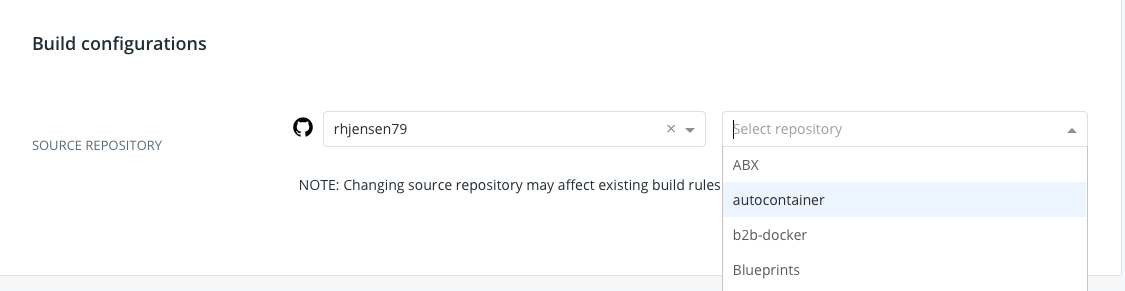 Build configurations
SOURCE REPOSITORY
rhjensen79
Select repository
NOTE: Changing source repository may affect existing build rules
ABX
autocontainer
b2b-docker
Blueprints